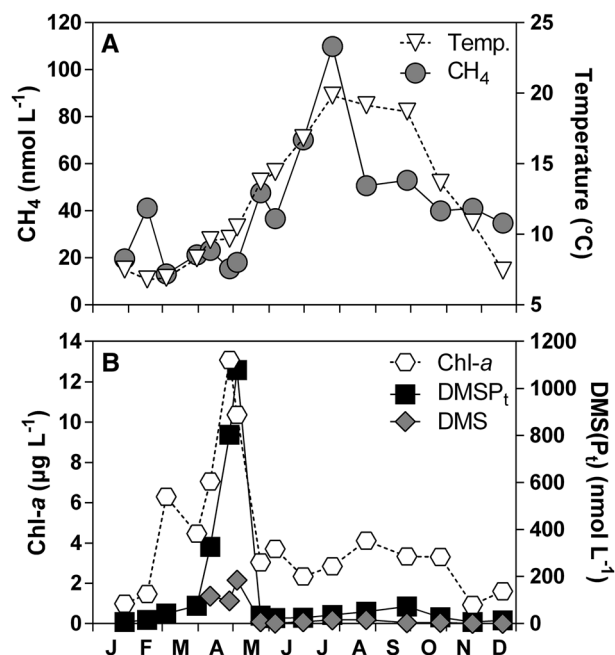 A
Temp.
CH4
CH4 (nmol L-1)
120
100
80
60
40
20
0
Temperature (°C)
25
20
15
10
5
B
Chl-a
DMSPt
DMS
Chl-a (µg L-1)
14
12
10
8
6
4
2
0
DMS(Pt) (nmol L-1)
1200
1000
800
600
400
200
0
J F M A M J J A S O N D